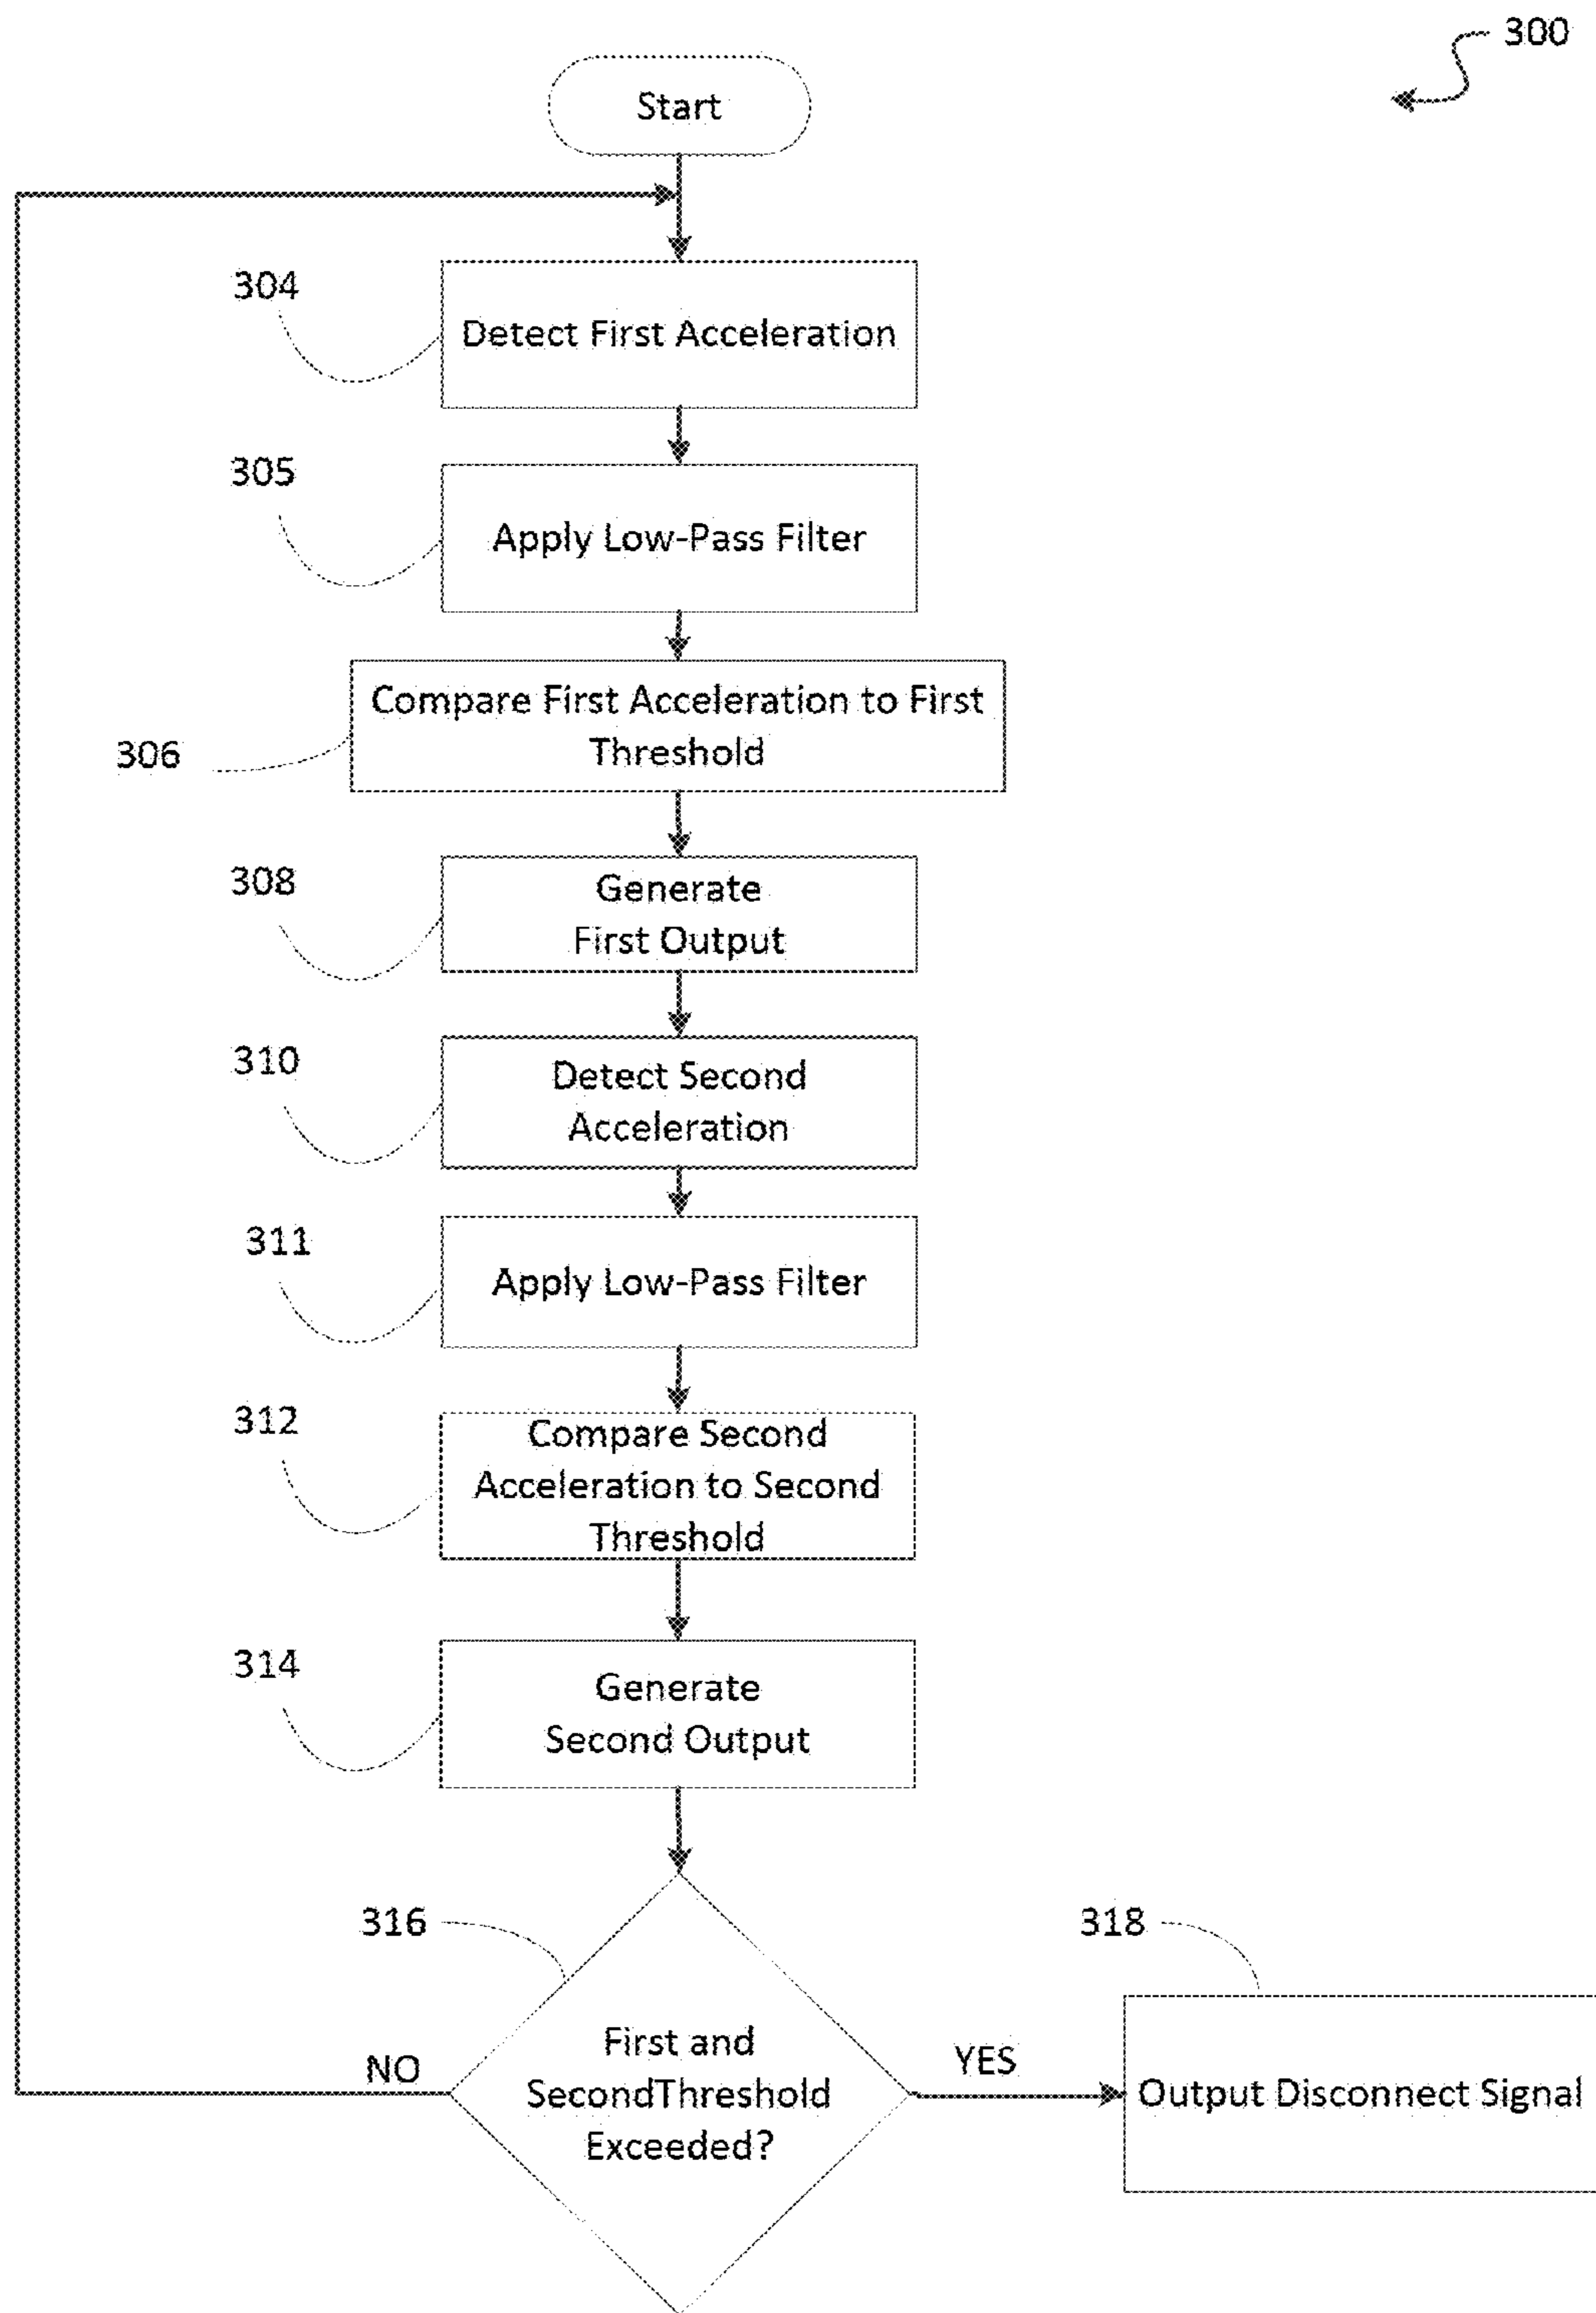 300
Start
304
Detect First Acceleration
305
Apply Low-Pass Filter
306
Compare First Acceleration to First
Threshold
308
Generate
First Output
310
Detect Second
Acceleration
311
Apply Low-Pass Filter
312
Compare Second
Acceleration to Second
Threshold
314
Generate
Second Output
316
First and
SecondThreshold
Exceeded?
NO
YES
318
Output Disconnect Signal